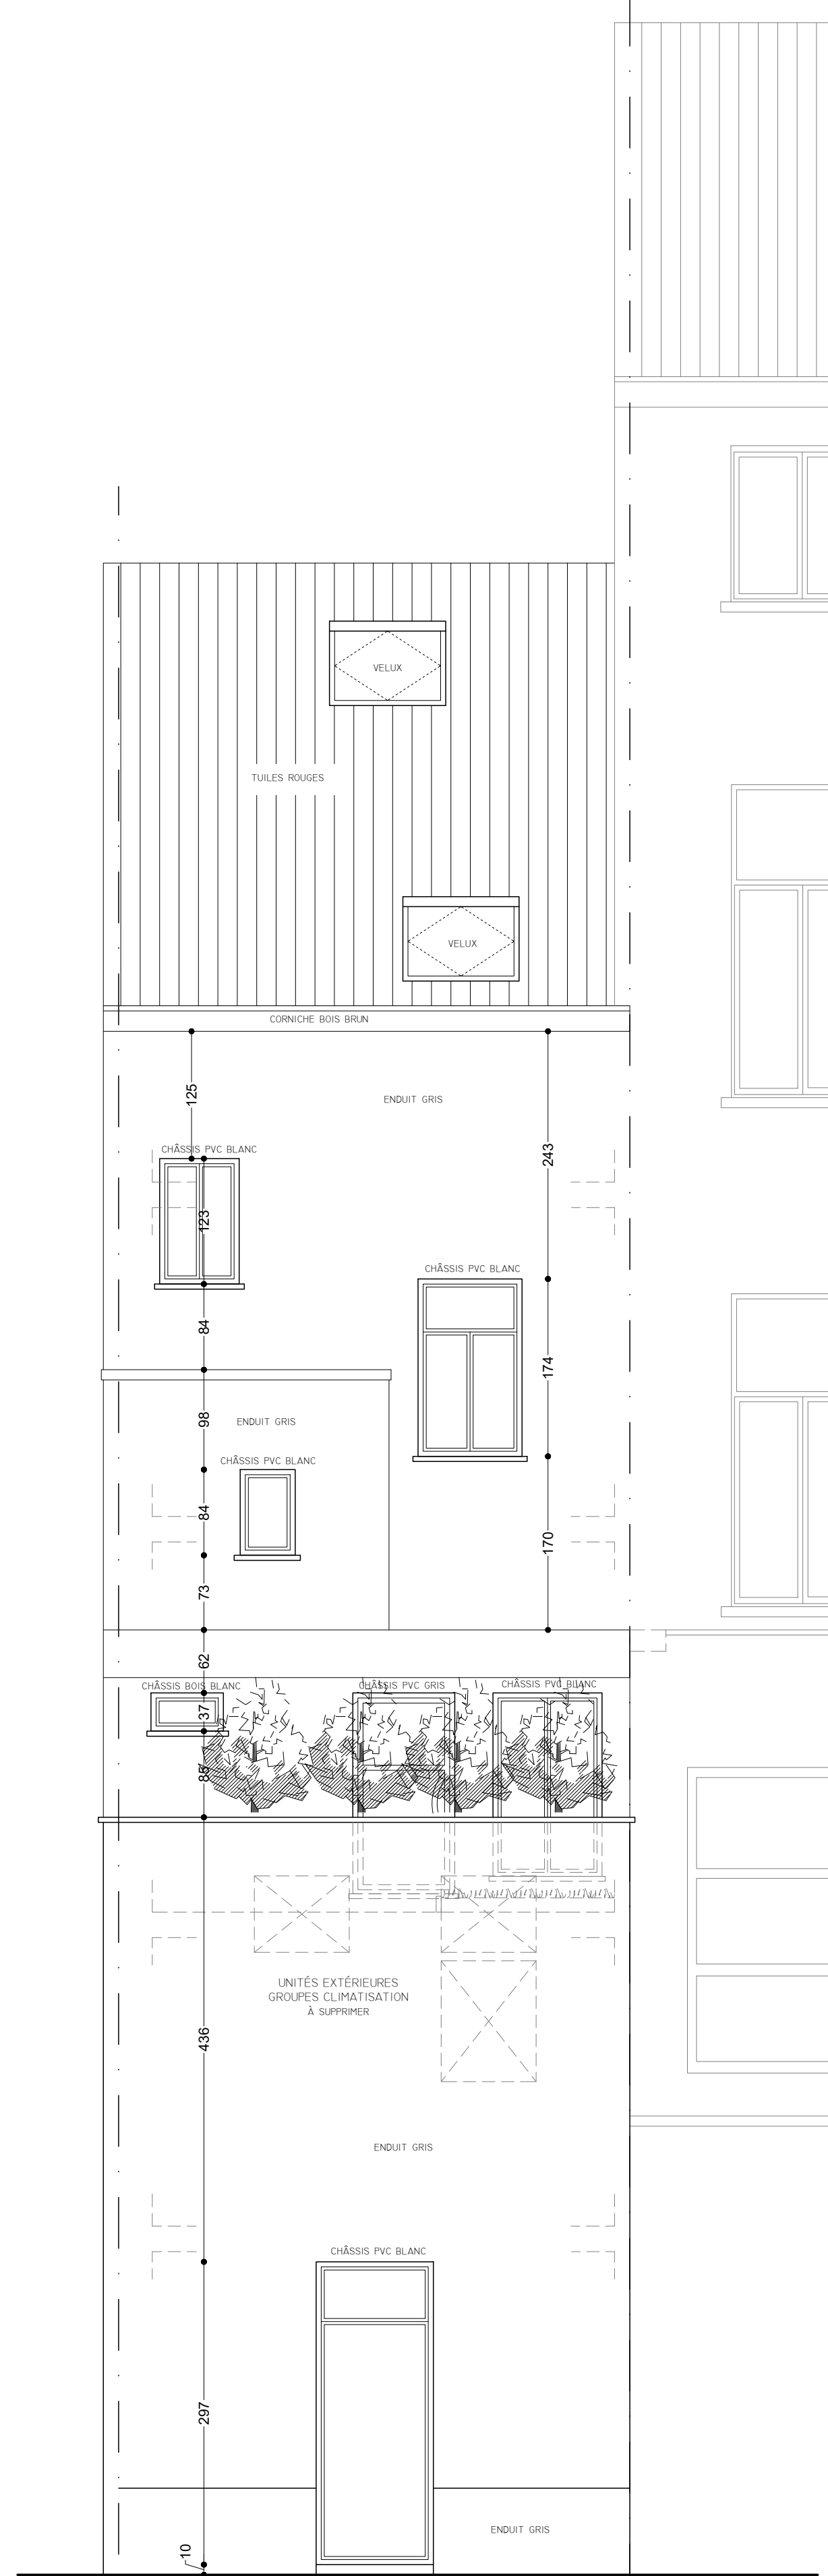 VELUX
TUILES ROUGES
VELUX
CORNICHE BOIS BRUN
125
ENDUIT GRIS
CHÂSSIS PVC BLANC
243
123
CHÂSSIS PVC BLANC
84
174
98
ENDUIT GRIS
CHÂSSIS PVC BLANC
84
170
73
62
CHÂSSIS BOIS BLANC
CHÂSSIS PVC GRIS
CHÂSSIS PVC BLANC
37
85
UNITÉS EXTÉRIEURES
GROUPES CLIMATISATION
À SUPPRIMER
436
ENDUIT GRIS
CHÂSSIS PVC BLANC
297
ENDUIT GRIS
10